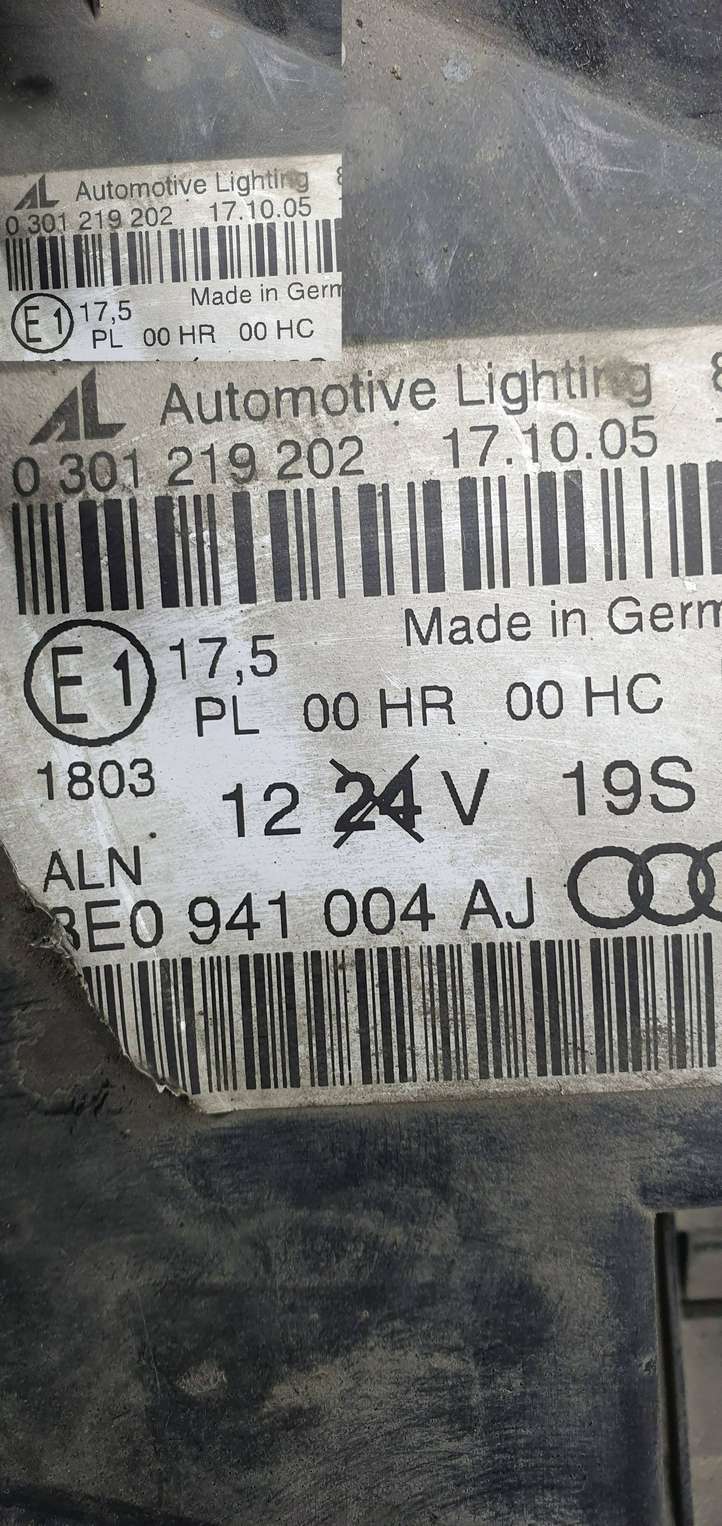 AL Automotive Lighting
0 301 219 202 17.10.05
E1 17,5
Made in Germ
PL 00 HR 00 HC
AL Automotive Lighting
0 301 219 202 17.10.05
Made in Germ
E1 17,5
PL 00 HR 00 HC
1803
12 24 V 19S
ALN
8E0 941 004 AJ